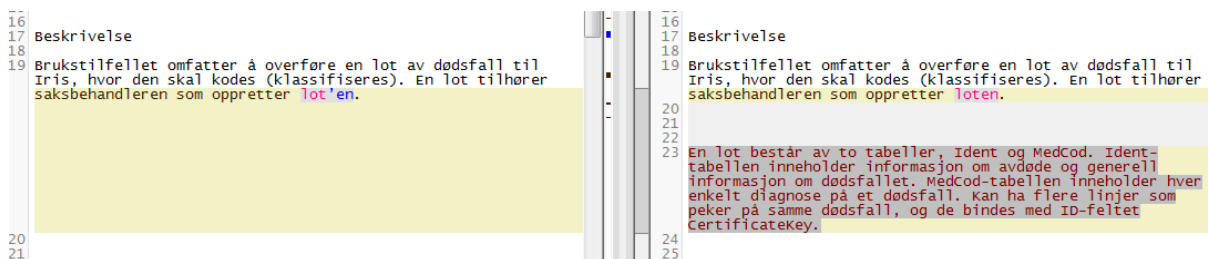 16
17 Beskrivelse
18
19 Brukstilfellet omfatter å overføre en lot av dødsfall til
Iris, hvor den skal kodes (klassifiseres). En lot tilhører
saksbehandleren som oppretter lot'en.
20
21
16
17 Beskrivelse
18
19 Brukstilfellet omfatter å overføre en lot av dødsfall til
Iris, hvor den skal kodes (klassifiseres). En lot tilhører
saksbehandleren som oppretter loten.
20
21
22
23 En lot består av to tabeller, Ident og MedCod. Ident-
tabellen inneholder informasjon om avdøde og generell
informasjon om dødsfallet. MedCod-tabellen inneholder hver
enkelt diagnose på et dødsfall. Kan ha flere linjer som
peker på samme dødsfall, og de bindes med ID-feltet
CertificateKey.
24
25